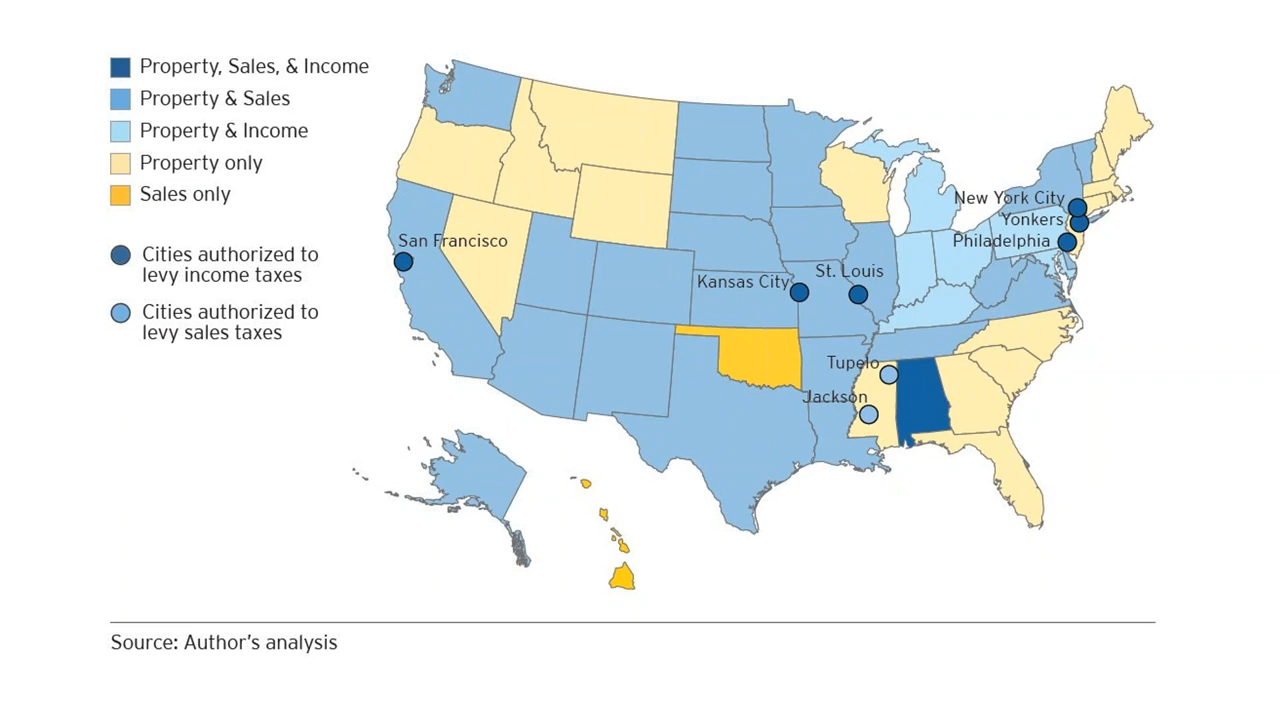 Property, Sales, & Income
Property & Sales
Property & Income
Property only
Sales only
Cities authorized to
levy income taxes
Cities authorized to
levy sales taxes
New York City
Yonkers
Philadelphia
San Francisco
St. Louis
Kansas City
Tupelo
Jackson
Source: Author's analysis